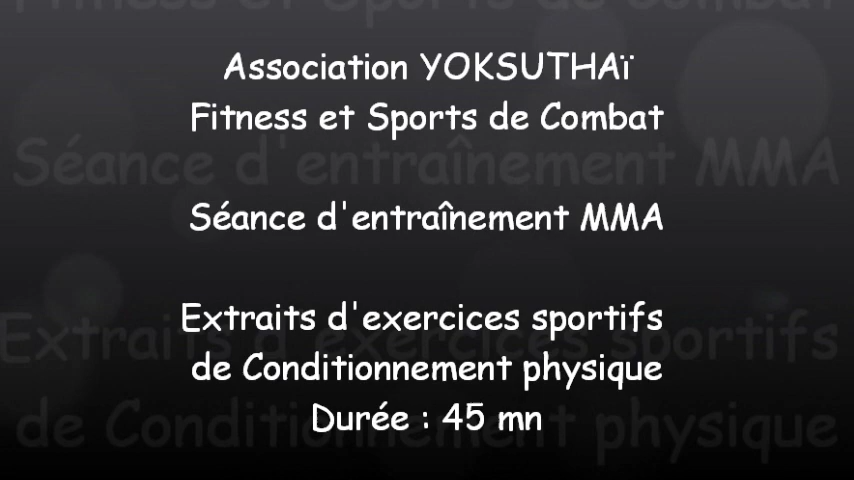 Association YOKSUTHAï
Fitness et Sports de Combat
Séance d'entraînement MMA
Extraits d'exercices sportifs
de Conditionnement physique
Durée : 45 mn